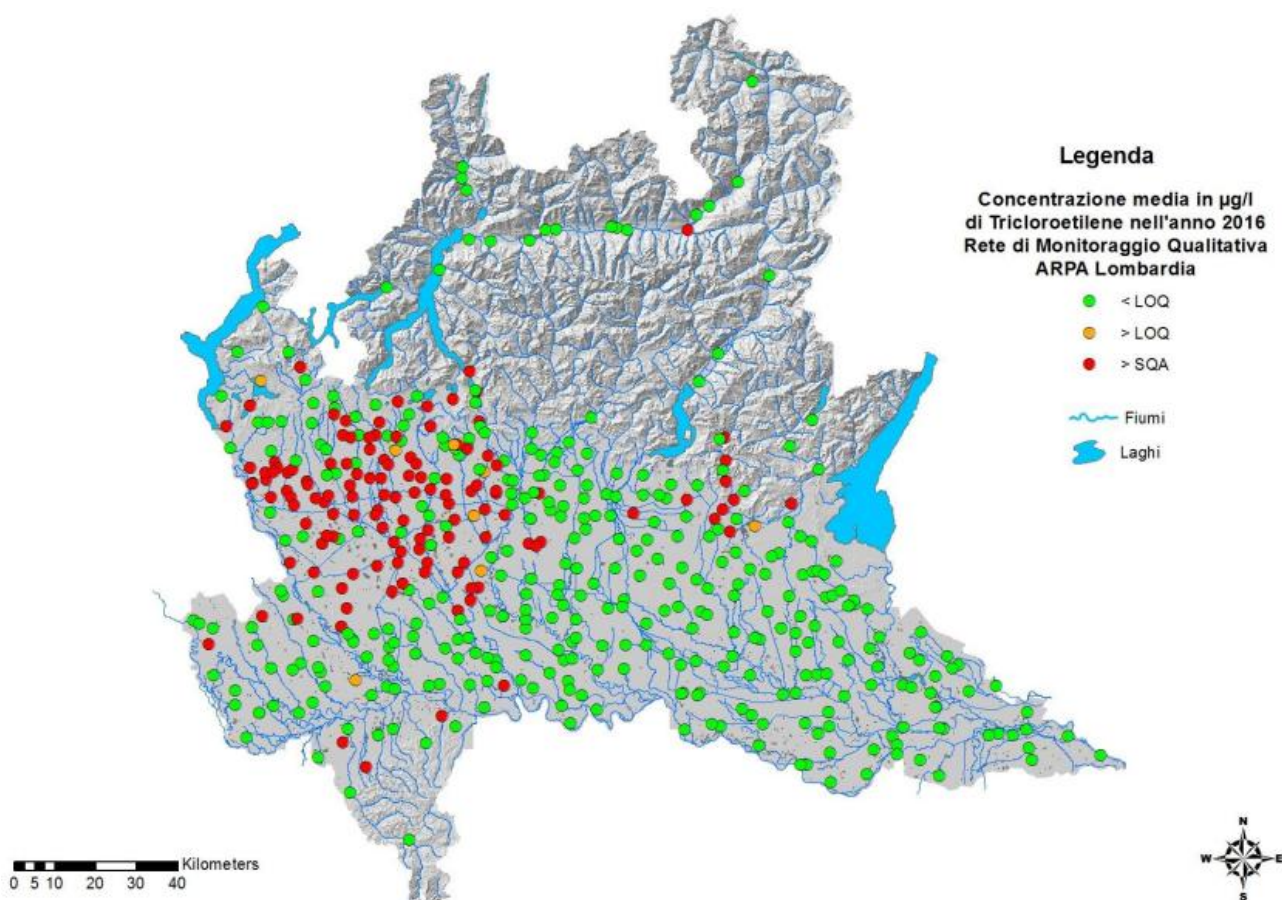 Legenda
Concentrazione media in µg/l
di Tricloroetilene nell'anno 2016
Rete di Monitoraggio Qualitativa
ARPA Lombardia
< LOQ
> LOQ
> SQA
Fiumi
Laghi
Kilometers
0 5 10 20 30 40
N
W E
S